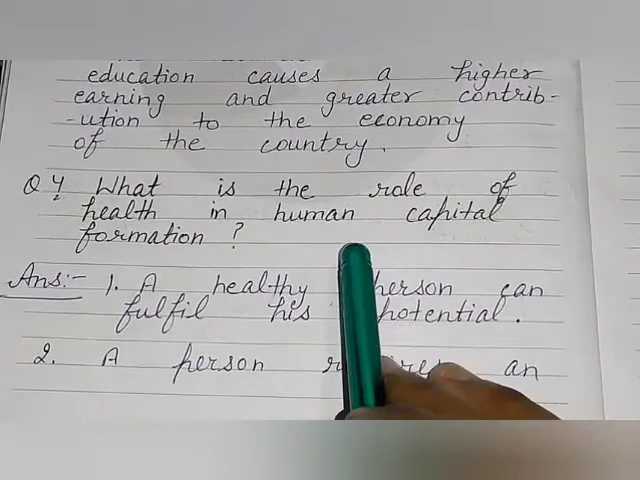 education causes a higher
earning and greater contrib-
-ution to the economy
of the country.
Q 4 What is the role of
health in human capital
formation ?
Ans:- 1. A healthy person can
fulfil his potential.
2. A person an